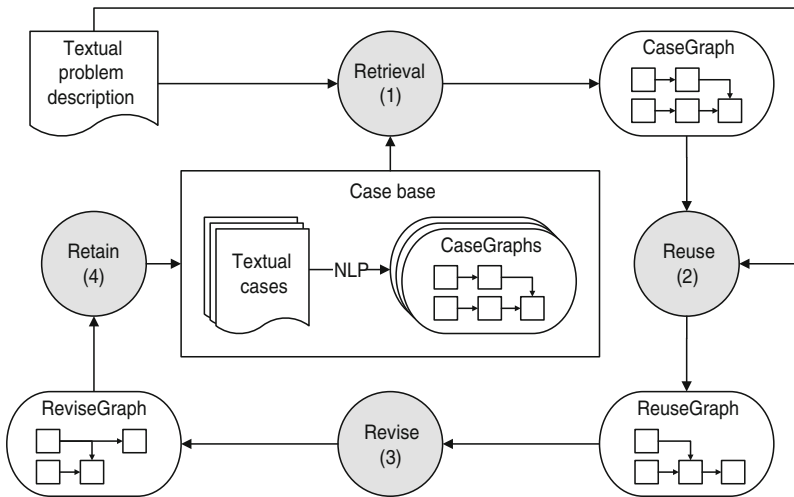 Textual
problem
description
Retrieval
(1)
CaseGraph
Case base
Textual
cases
NLP
CaseGraphs
Retain
(4)
Reuse
(2)
ReviseGraph
Revise
(3)
ReuseGraph